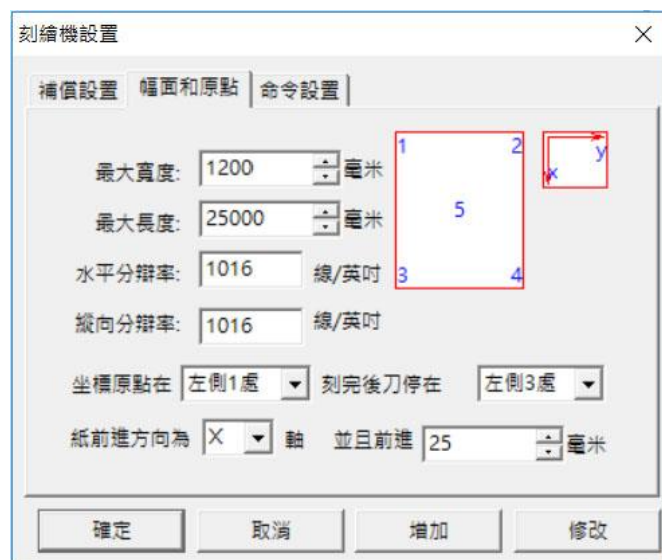 刻繪機設置
補償設置 幅面和原點 命令設置
最大寬度: 1200 毫米
最大長度: 25000 毫米
水平分辯率: 1016 線/英吋
縱向分辯率: 1016 線/英吋
1 2
5
3 4
y
x
坐標原點在 左側1處 刻完後刀停在 左側3處
紙前進方向為 X 軸 並且前進 25 毫米
確定 取消 增加 修改